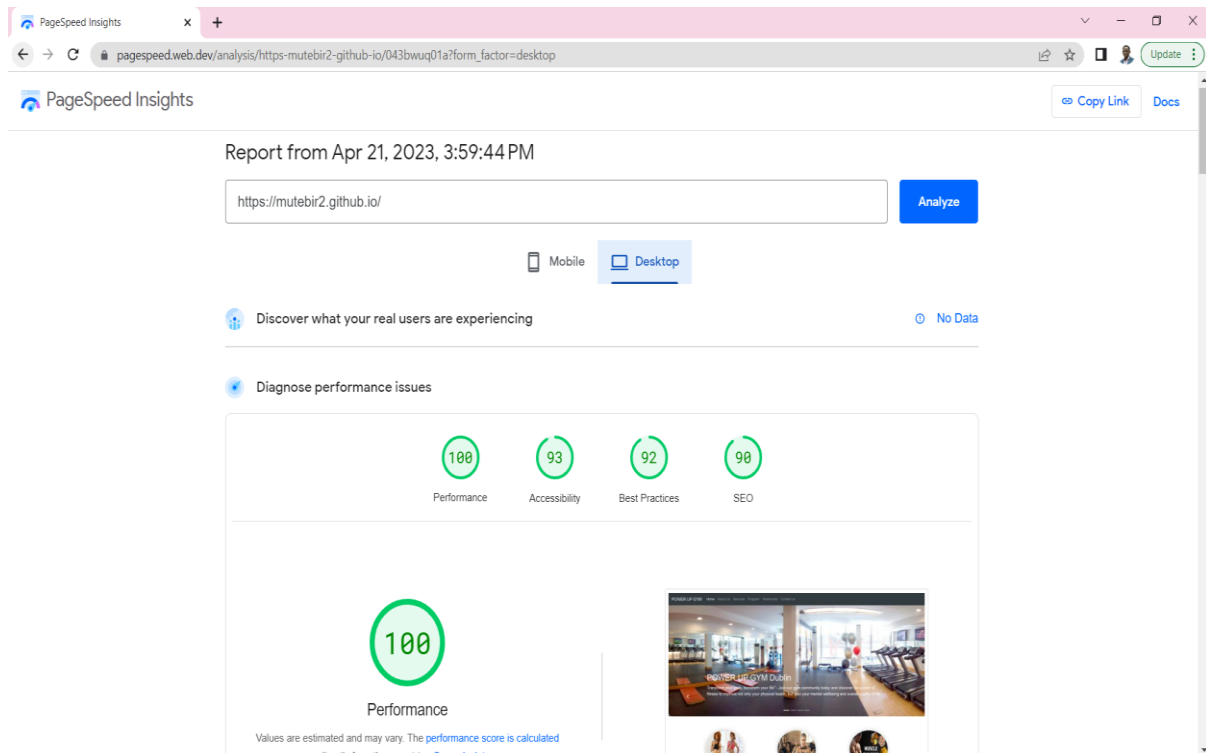 PageSpeed Insights
pagespeed.web.dev/analysis/https-mutebir2-github-io/043bwuq01a?form_factor=desktop
Update
PageSpeed Insights
Copy Link
Docs
Report from Apr 21, 2023, 3:59:44 PM
https://mutebir2.github.io/
Analyze
Mobile
Desktop
Discover what your real users are experiencing
No Data
Diagnose performance issues
100
93
92
90
Performance
Accessibility
Best Practices
SEO
100
POWER UP GYM Dublin
Performance
Values are estimated and may vary. The performance score is calculated